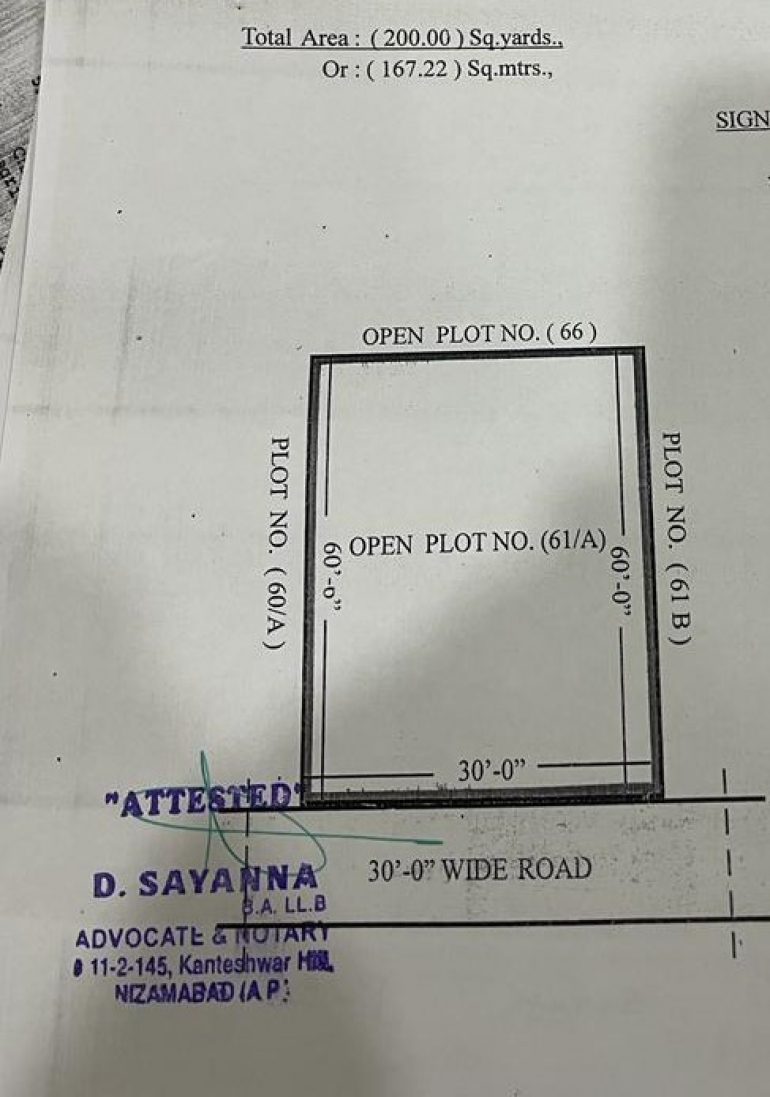 Total Area : ( 200.00 ) Sq.yards.,
Or : ( 167.22 ) Sq.mtrs.,
SIGN
OPEN PLOT NO. ( 66 )
PLOT NO. ( 60/A )
60’-0”
OPEN PLOT NO. (61/A)
60’-0”
PLOT NO. ( 61 B )
30’-0”
"ATTESTED"
30’-0” WIDE ROAD
D. SAYANNA
B.A. LL.B
ADVOCATE & NOTARY
11-2-145, Kanteshwar Hill,
NIZAMABAD (A P)